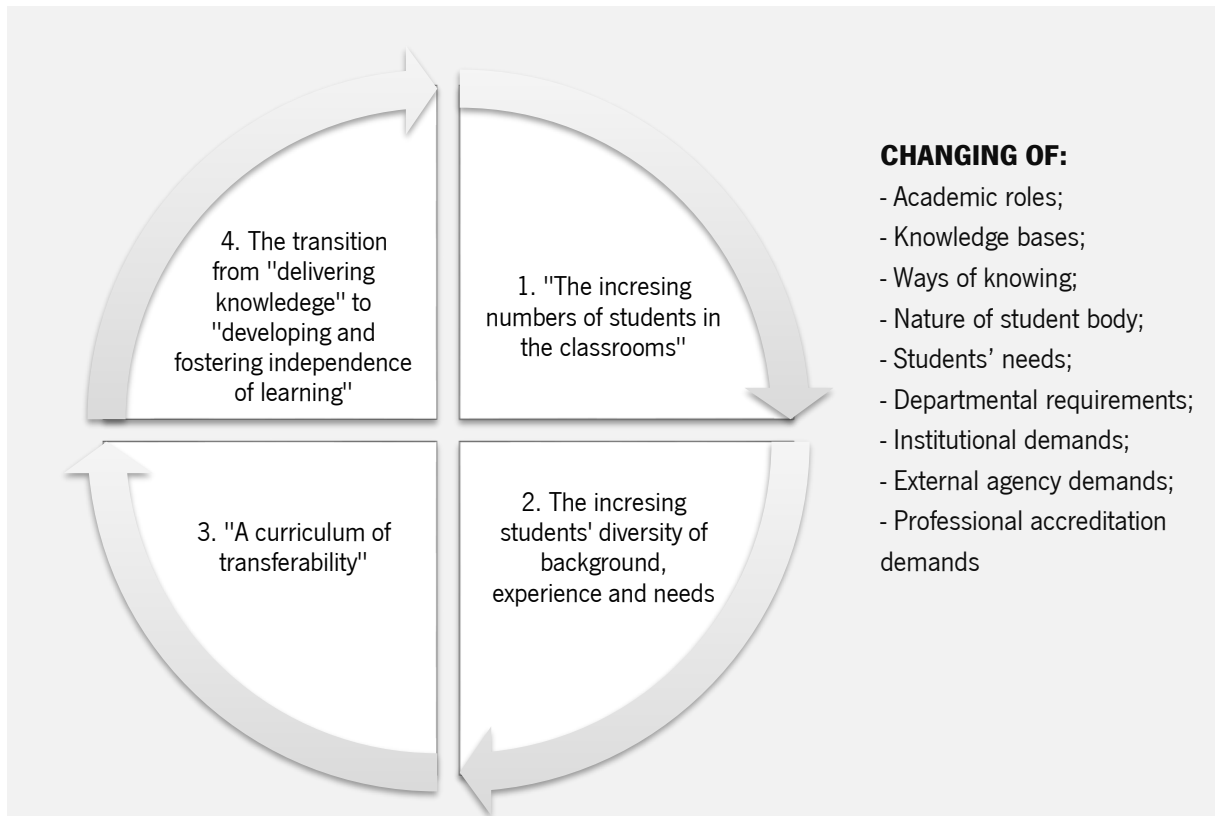 4. The transition
from "delivering
knowledege" to
"developing and
fostering independence
of learning"
1. "The incresing
numbers of students in
the classrooms"
3. "A curriculum of
transferability"
2. The incresing
students' diversity of
background,
experience and needs
CHANGING OF:
- Academic roles;
- Knowledge bases;
- Ways of knowing;
- Nature of student body;
- Students’ needs;
- Departmental requirements;
- Institutional demands;
- External agency demands;
- Professional accreditation
demands